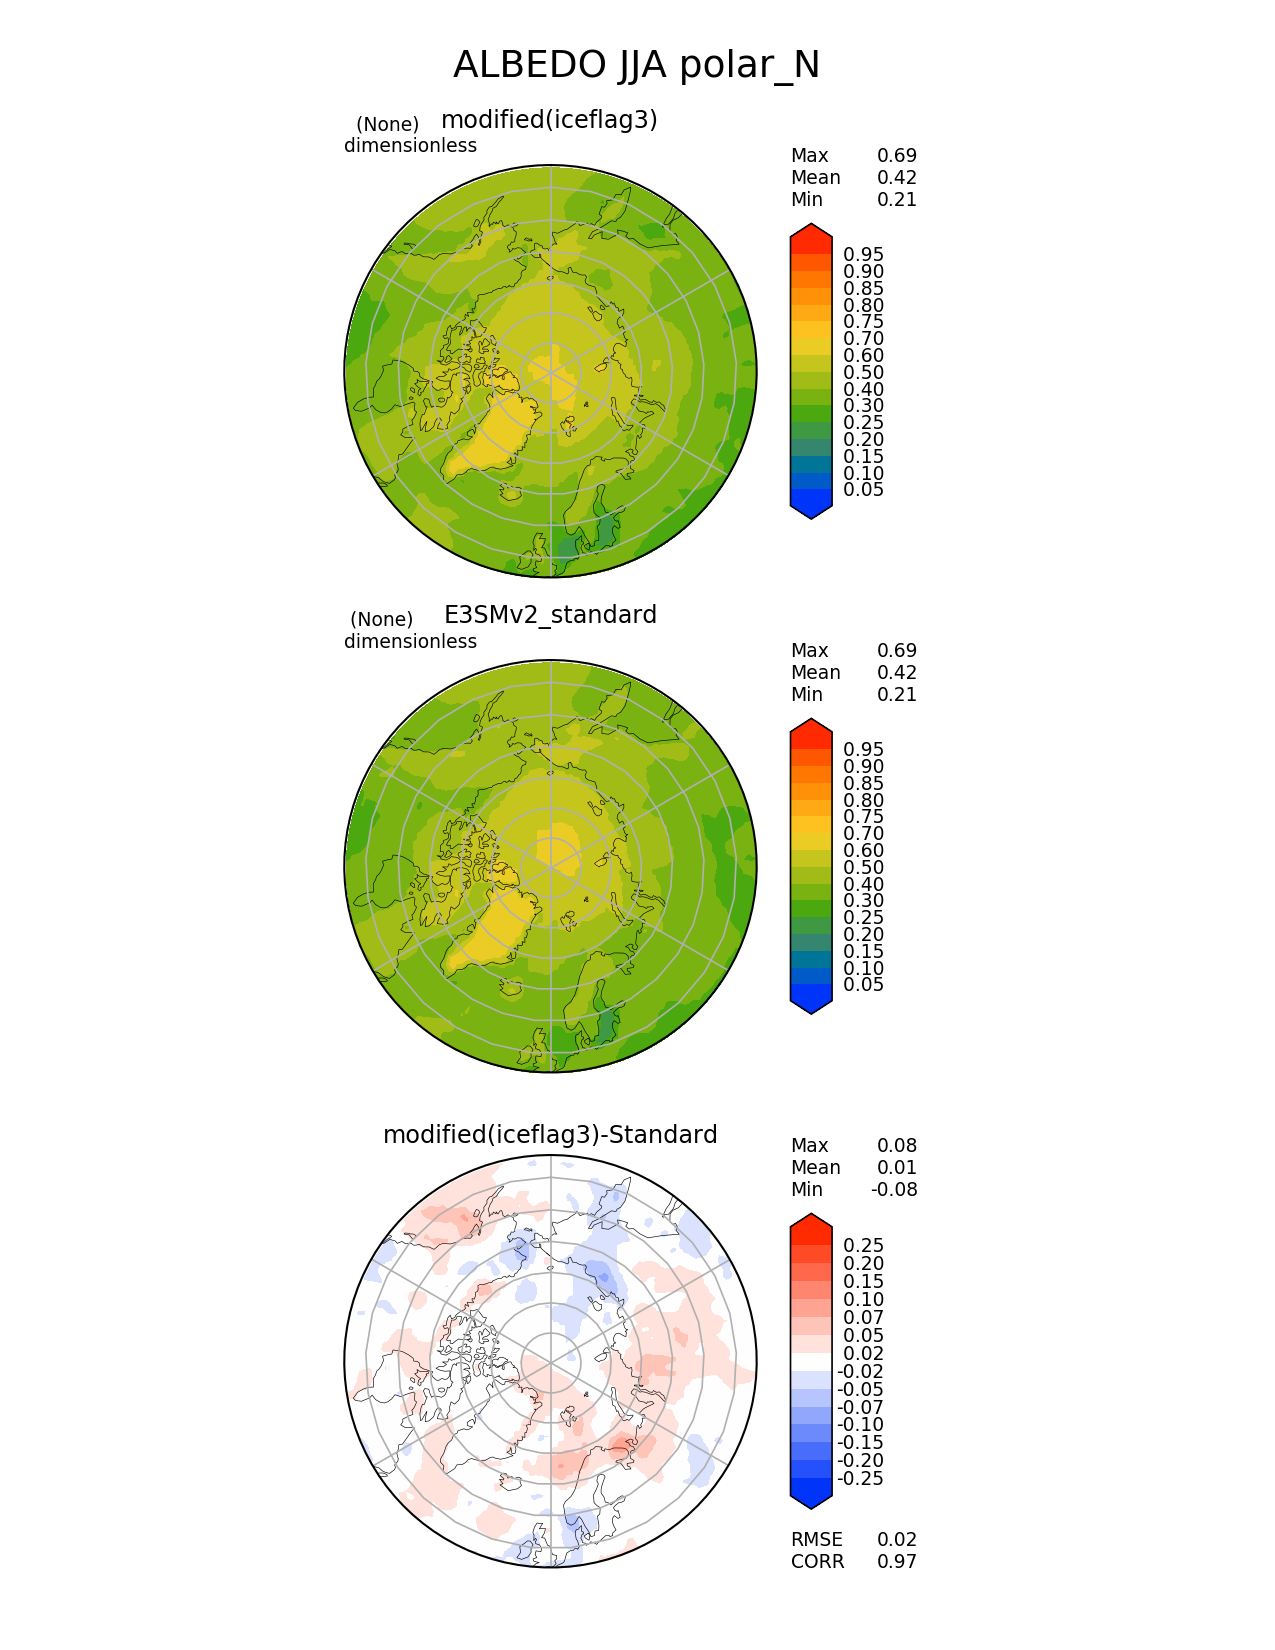 ALBEDO JJA polar_N
(None) modified(iceflag3)
dimensionless
Max 0.69
Mean 0.42
Min 0.21
0.95
0.90
0.85
0.80
0.75
0.70
0.60
0.50
0.40
0.30
0.25
0.20
0.15
0.10
0.05
(None) E3SMv2_standard
dimensionless
Max 0.69
Mean 0.42
Min 0.21
0.95
0.90
0.85
0.80
0.75
0.70
0.60
0.50
0.40
0.30
0.25
0.20
0.15
0.10
0.05
modified(iceflag3)-Standard
Max 0.08
Mean 0.01
Min -0.08
0.25
0.20
0.15
0.10
0.07
0.05
0.02
-0.02
-0.05
-0.07
-0.10
-0.15
-0.20
-0.25
RMSE 0.02
CORR 0.97